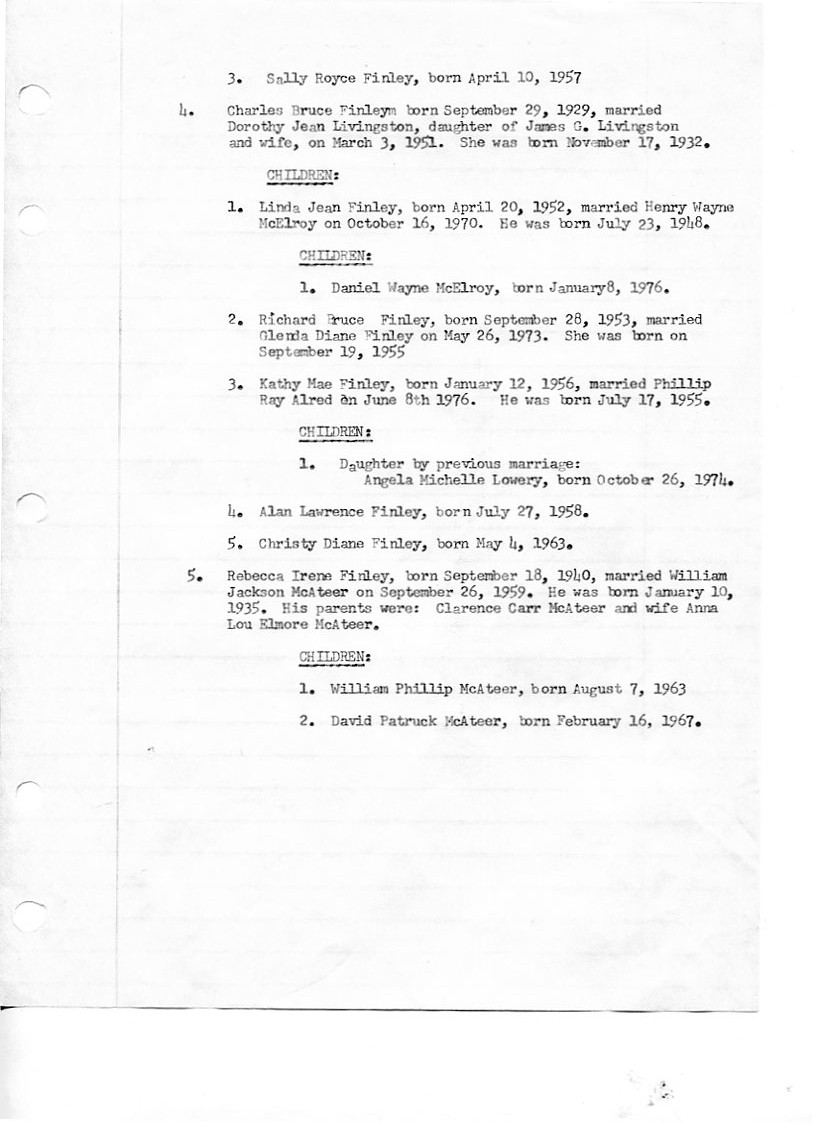 3. Sally Royce Finley, born April 10, 1957
4. Charles Bruce Finleym born September 29, 1929, married
Dorothy Jean Livingston, daughter of James G. Livingston
and wife, on March 3, 1951. She was born November 17, 1932.
CHILDREN:
1. Linda Jean Finley, born April 20, 1952, married Henry Wayne
McElroy on October 16, 1970. He was born July 23, 1948.
CHILDREN:
1. Daniel Wayne McElroy, born January8, 1976.
2. Richard Bruce Finley, born September 28, 1953, married
Glenda Diane Finley on May 26, 1973. She was born on
September 19, 1955
3. Kathy Mae Finley, born January 12, 1956, married Phillip
Ray Alred on June 8th 1976. He was born July 17, 1955.
CHILDREN:
1. Daughter by previous marriage:
Angela Michelle Lowery, born October 26, 1974.
4. Alan Lawrence Finley, born July 27, 1958.
5. Christy Diane Finley, born May 4, 1963.
5. Rebecca Irene Finley, born September 18, 1940, married William
Jackson McAteer on September 26, 1959. He was born January 10,
1935. His parents were: Clarence Carr McAteer and wife Anna
Lou Elmore McAteer.
CHILDREN:
1. William Phillip McAteer, born August 7, 1963
2. David Patruck McAteer, born February 16, 1967.